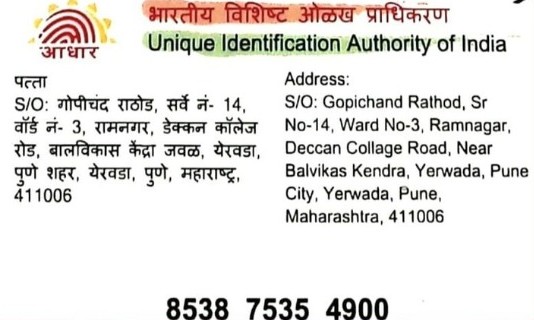 भारतीय विशिष्ट ओळख प्राधिकरण
Unique Identification Authority of India
आधार
पत्ता
S/O: गोपीचंद राठोड, सर्वे नं- 14,
वॉर्ड नं- 3, रामनगर, डेक्कन कॉलेज
रोड, बालविकास केंद्रा जवळ, येरवडा,
पुणे शहर, येरवडा, पुणे, महाराष्ट्र,
411006
Address:
S/O: Gopichand Rathod, Sr
No-14, Ward No-3, Ramnagar,
Deccan Collage Road, Near
Balvikas Kendra, Yerwada, Pune
City, Yerwada, Pune,
Maharashtra, 411006
8538 7535 4900